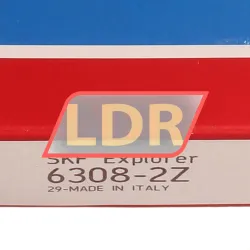 LDR
SKF Explorer
6308-2Z
29-MADE IN ITALY